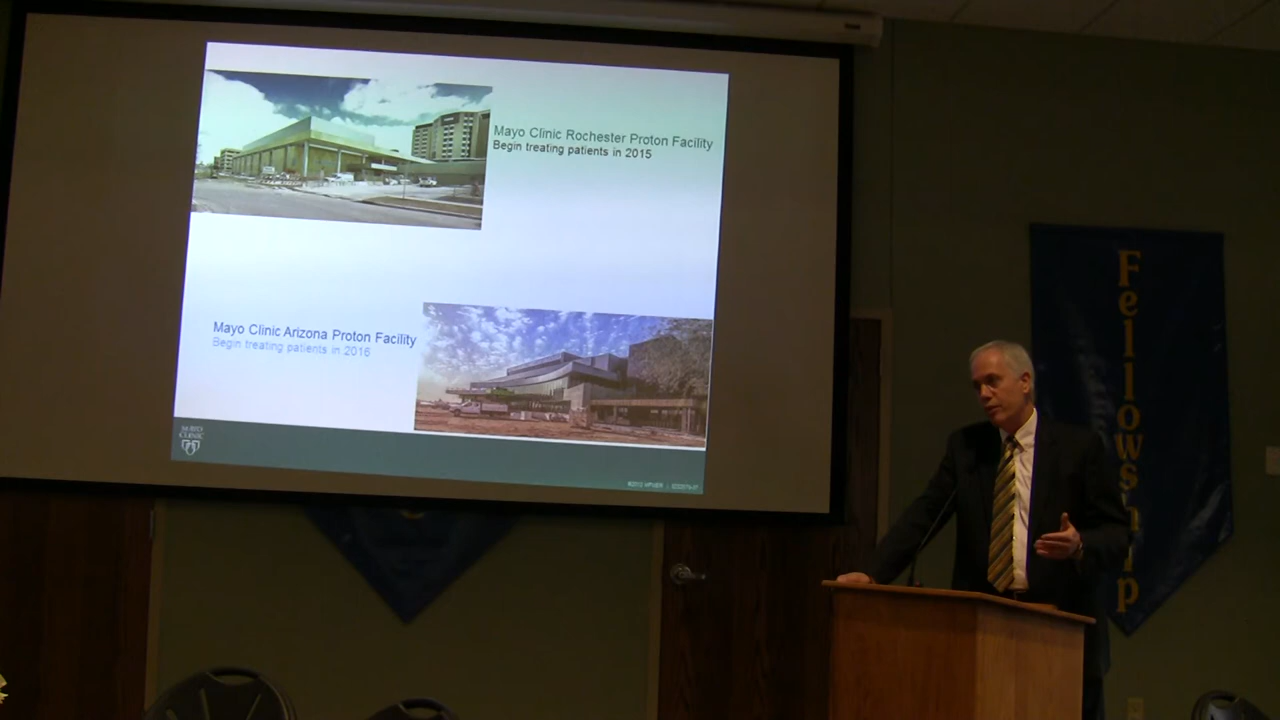 Mayo Clinic Rochester Proton Facility
Begin treating patients in 2015
Mayo Clinic Arizona Proton Facility
Begin treating patients in 2016
MAYO
CLINIC
Fellowship